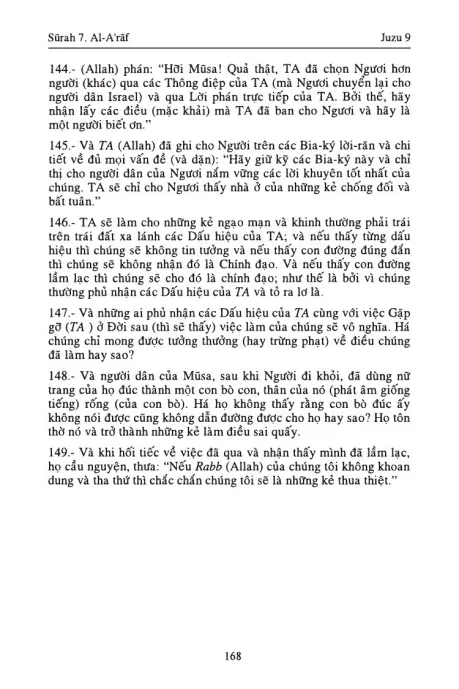 Sūrah 7. Al-A'rāf Juzu 9
144.- (Allah) phán: “Hỡi Mūsa! Quả thật, TA đã chọn Ngươi hơn
người (khác) qua các Thông điệp của TA (mà Ngươi chuyển lại cho
người dân Israel) và qua Lời phán trực tiếp của TA. Bởi thế, hãy
nhận lấy các điều (mặc khải) mà TA đã ban cho Ngươi và hãy là
một người biết ơn.”
145.- Và TA (Allah) đã ghi cho Người trên các Bia-ký lời-răn và chi
tiết về đủ mọi vấn đề (và dặn): “Hãy giữ kỹ các Bia-ký này và chỉ
thị cho người dân của Ngươi nắm vững các lời khuyên tốt nhất của
chúng. TA sẽ chỉ cho Ngươi thấy nhà ở của những kẻ chống đối và
bất tuân.”
146.- TA sẽ làm cho những kẻ ngạo mạn và khinh thường phải trái
trên trái đất xa lánh các Dấu hiệu của TA; và nếu thấy từng dấu
hiệu thì chúng sẽ không tin tưởng và nếu thấy con đường đúng đắn
thì chúng sẽ không nhận đó là Chính đạo. Và nếu thấy con đường
lầm lạc thì chúng sẽ cho đó là chính đạo; như thế là bởi vì chúng
thường phủ nhận các Dấu hiệu của TA và tỏ ra lơ là.
147.- Và những ai phủ nhận các Dấu hiệu của TA cùng với việc Gặp
gỡ (TA ) ở Đời sau (thì sẽ thấy) việc làm của chúng sẽ vô nghĩa. Há
chúng chỉ mong được tưởng thưởng (hay trừng phạt) về điều chúng
đã làm hay sao?
148.- Và người dân của Mūsa, sau khi Người đi khỏi, đã dùng nữ
trang của họ đúc thành một con bò con, thân của nó (phát âm giống
tiếng) rống (của con bò). Há họ không thấy rằng con bò đúc ấy
không nói được cũng không dẫn đường được cho họ hay sao? Họ tôn
thờ nó và trở thành những kẻ làm điều sai quấy.
149.- Và khi hối tiếc về việc đã qua và nhận thấy mình đã lầm lạc,
họ cầu nguyện, thưa: “Nếu Rabb (Allah) của chúng tôi không khoan
dung và tha thứ thì chắc chắn chúng tôi sẽ là những kẻ thua thiệt.”
168